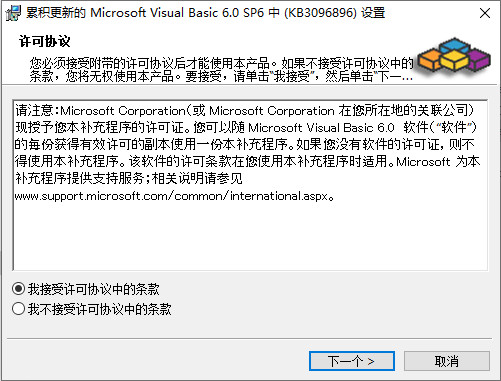 累积更新的 Microsoft Visual Basic 6.0 SP6 中 (KB3096896) 设置
许可协议
您必须接受附带的许可协议后才能使用本产品。如果不接受许可协议中的
条款，您将无权使用本产品。要接受，请单击“我接受”，然后单击“下一...
请注意:Microsoft Corporation(或 Microsoft Corporation 在您所在地的关联公司)
现授予您本补充程序的许可证。您可以随 Microsoft Visual Basic 6.0 软件(“软件”)
的每份获得有效许可的副本使用一份本补充程序。如果您没有软件的许可证，则不
得使用本补充程序。该软件的许可条款在您使用本补充程序时适用。Microsoft 为本
补充程序提供支持服务；相关说明请参见
www.support.microsoft.com/common/international.aspx。
我接受许可协议中的条款
我不接受许可协议中的条款
下一个 >
取消